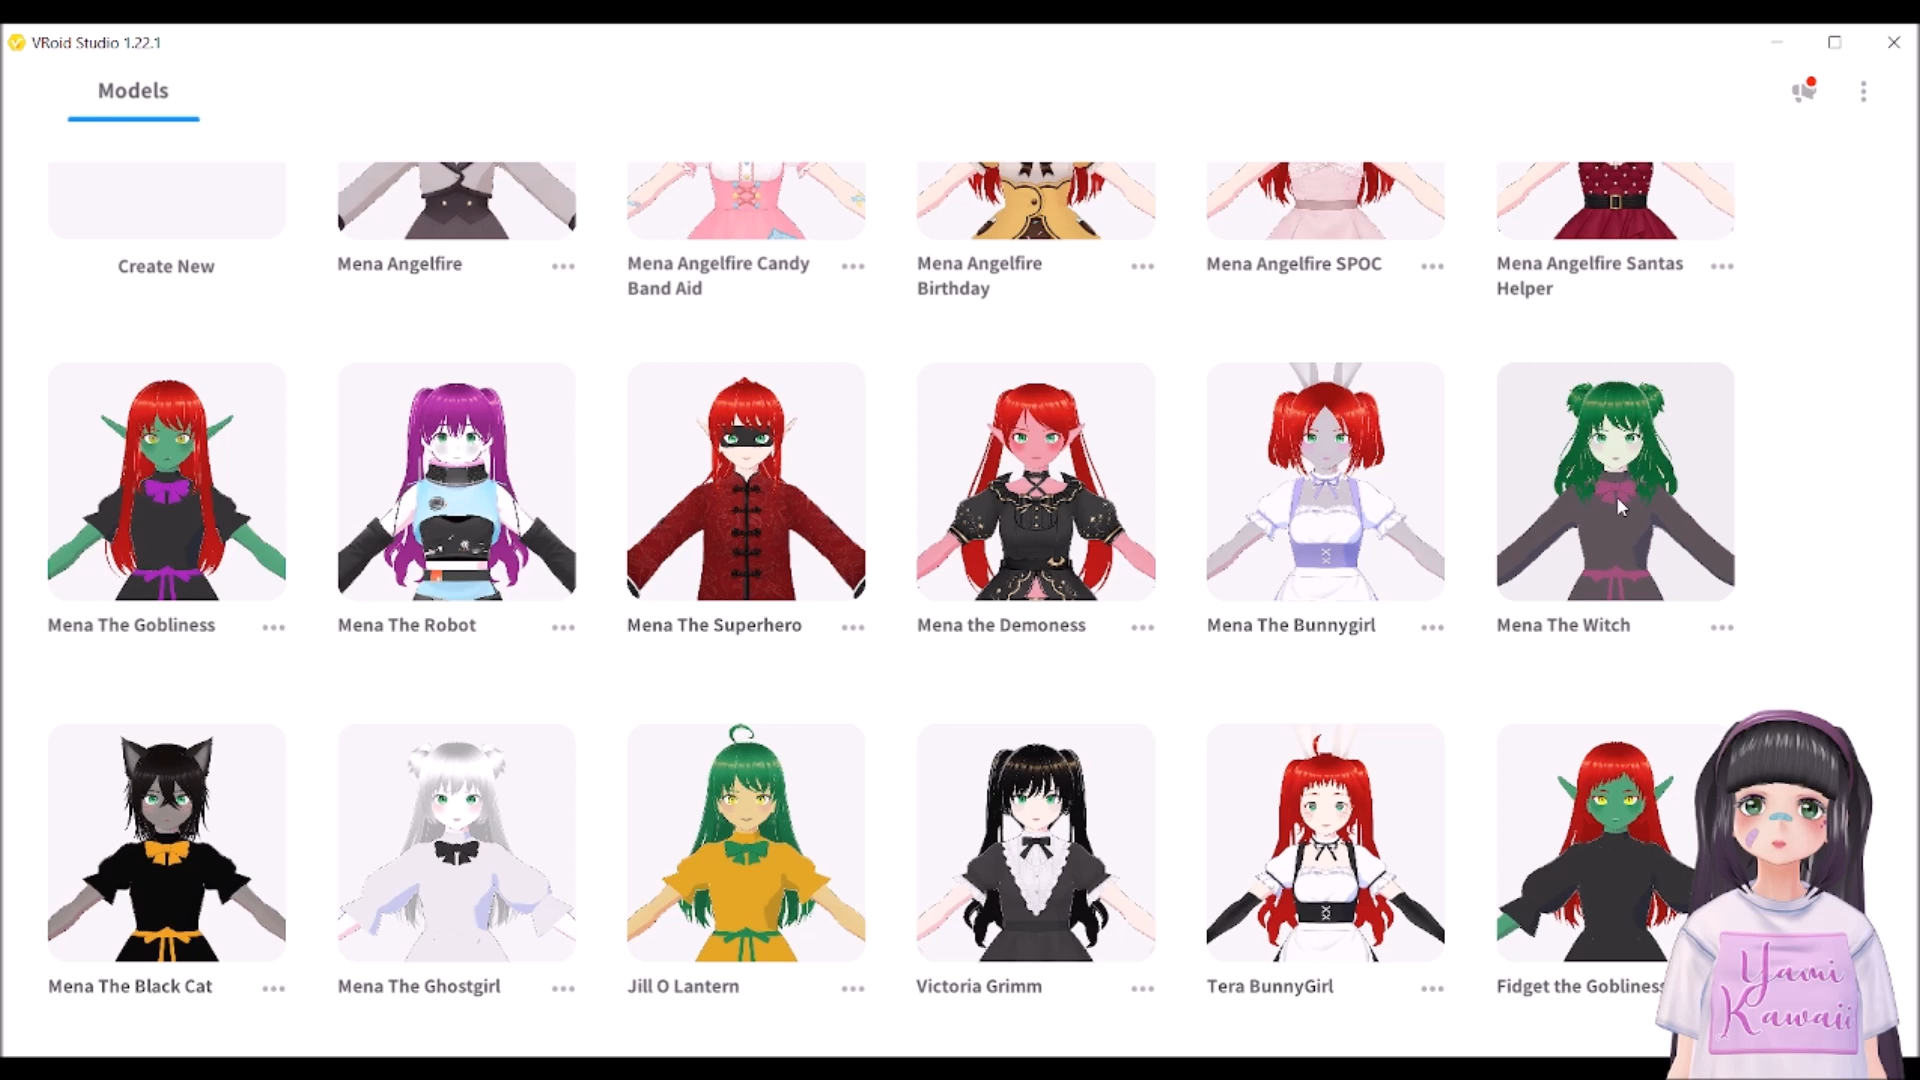 VRoid Studio 1.22.1
Models
Create New
Mena Angelfire
Mena Angelfire Candy
Band Aid
Mena Angelfire
Birthday
Mena Angelfire SPOC
Mena Angelfire Santas
Helper
Mena The Gobliness
Mena The Robot
Mena The Superhero
Mena the Demoness
Mena The Bunnygirl
Mena The Witch
Mena The Black Cat
Mena The Ghostgirl
Jill O Lantern
Victoria Grimm
Tera BunnyGirl
Fidget the Gobliness
Yami
Kawaii